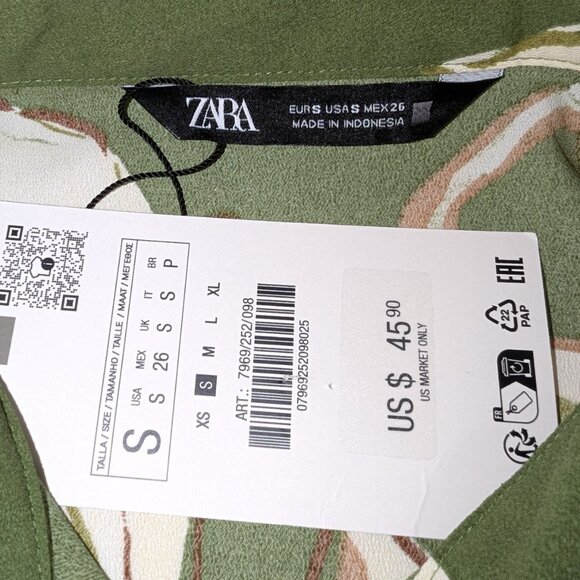 ZARA
EUR S USA S MEX 26
MADE IN INDONESIA
TALLA / SIZE / TAMANHO / TAILLE / MAAT / ΜΕΓΕΘΟΣ
S
USA MEX UK IT BR
S 26 S S P
XS S M L XL
ART.: 7969/252/098
07969252098025
US $ 45.90
US MARKET ONLY
EAC
22
PAP
FR